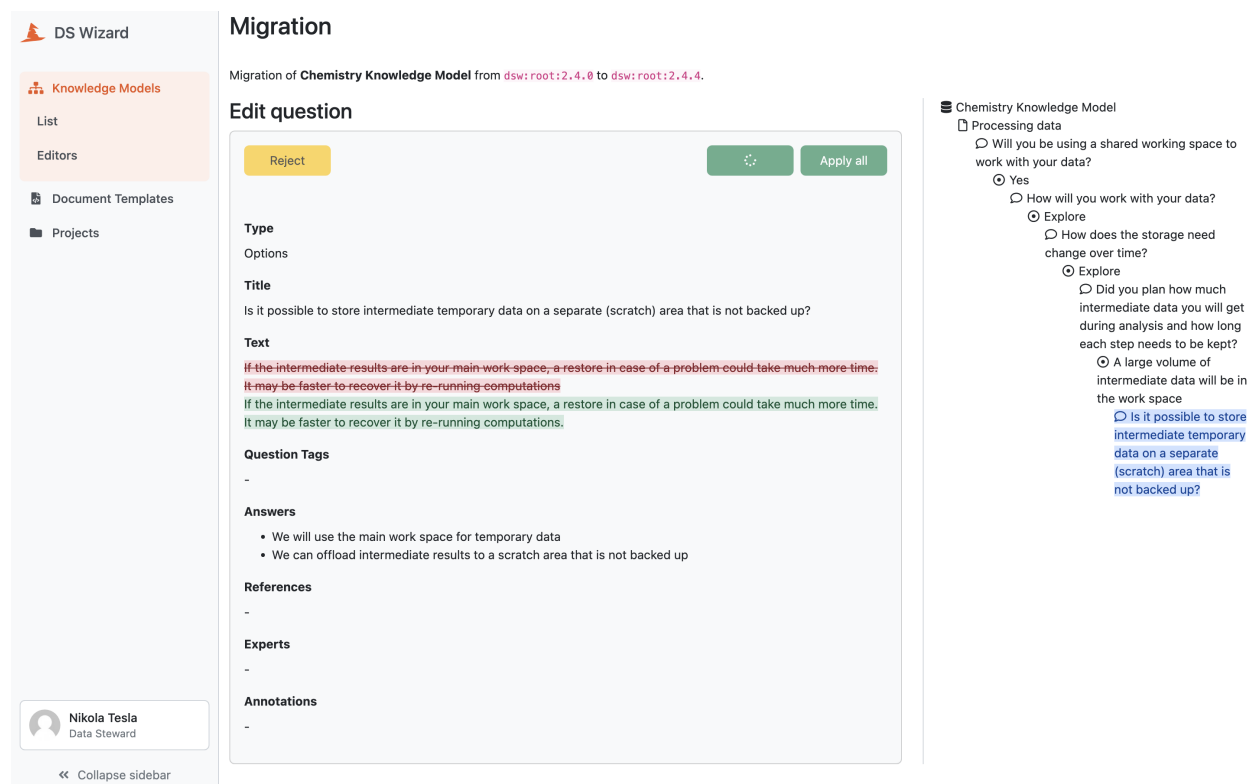 DS Wizard
Knowledge Models
List
Editors
Document Templates
Projects
Nikola Tesla
Data Steward
Collapse sidebar
Migration
Migration of Chemistry Knowledge Model from dsw:root:2.4.0 to dsw:root:2.4.4.
Edit question
Reject
Apply all
Type
Options
Title
Is it possible to store intermediate temporary data on a separate (scratch) area that is not backed up?
Text
If the intermediate results are in your main work space, a restore in case of a problem could take much more time.
It may be faster to recover it by re-running computations
If the intermediate results are in your main work space, a restore in case of a problem could take much more time.
It may be faster to recover it by re-running computations.
Question Tags
-
Answers
• We will use the main work space for temporary data
• We can offload intermediate results to a scratch area that is not backed up
References
-
Experts
-
Annotations
-
Chemistry Knowledge Model
Processing data
Will you be using a shared working space to
work with your data?
Yes
How will you work with your data?
Explore
How does the storage need
change over time?
Explore
Did you plan how much
intermediate data you will get
during analysis and how long
each step needs to be kept?
A large volume of
intermediate data will be in
the work space
Is it possible to store
intermediate temporary
data on a separate
(scratch) area that is
not backed up?